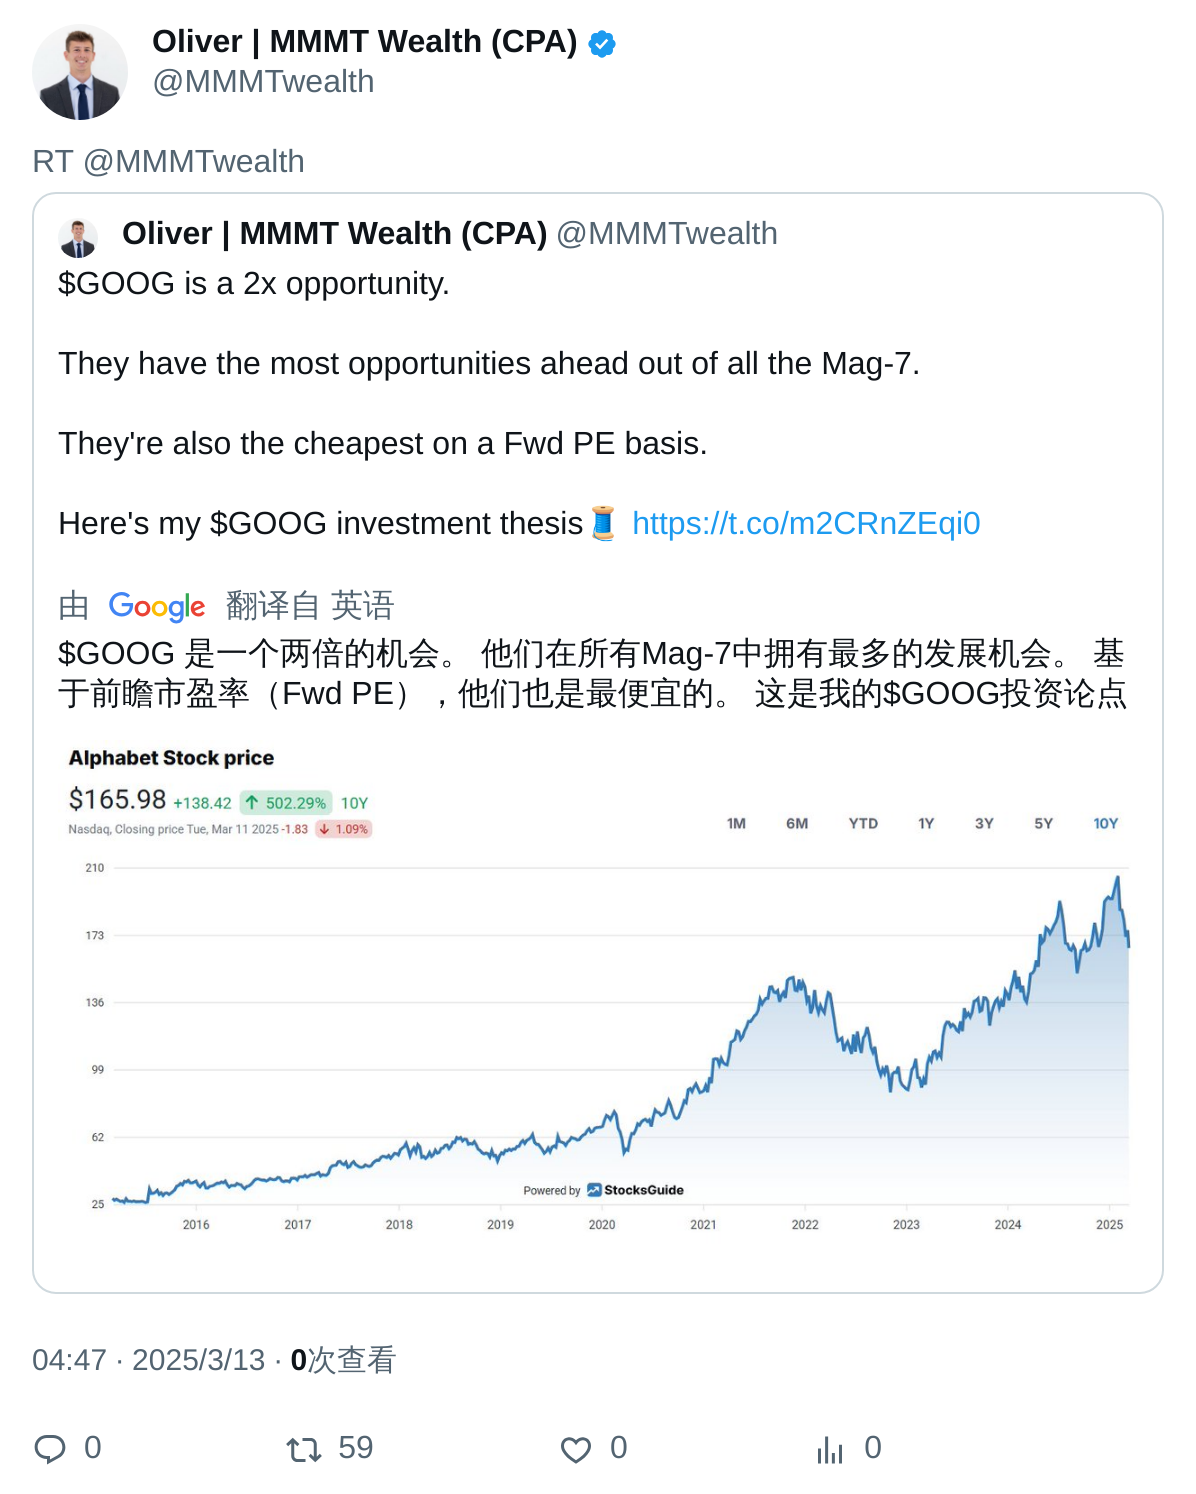 Oliver | MMMT Wealth (CPA)
@MMMTwealth
RT @MMMTwealth
Oliver | MMMT Wealth (CPA) @MMMTwealth
$GOOG is a 2x opportunity.
They have the most opportunities ahead out of all the Mag-7.
They're also the cheapest on a Fwd PE basis.
Here's my $GOOG investment thesis🧵 https://t.co/m2CRnZEqi0
由 Google 翻译自 英语
$GOOG 是一个两倍的机会。 他们在所有Mag-7中拥有最多的发展机会。 基
于前瞻市盈率（Fwd PE），他们也是最便宜的。 这是我的$GOOG投资论点
Alphabet Stock price
$165.98 +138.42 ↑ 502.29% 10Y
Nasdaq, Closing price Tue, Mar 11 2025 -1.83 ↓ 1.09%
1M 6M YTD 1Y 3Y 5Y 10Y
210
173
136
99
62
25
Powered by StocksGuide
2016 2017 2018 2019 2020 2021 2022 2023 2024 2025
04:47 · 2025/3/13 · 0次查看
0 59 0 0